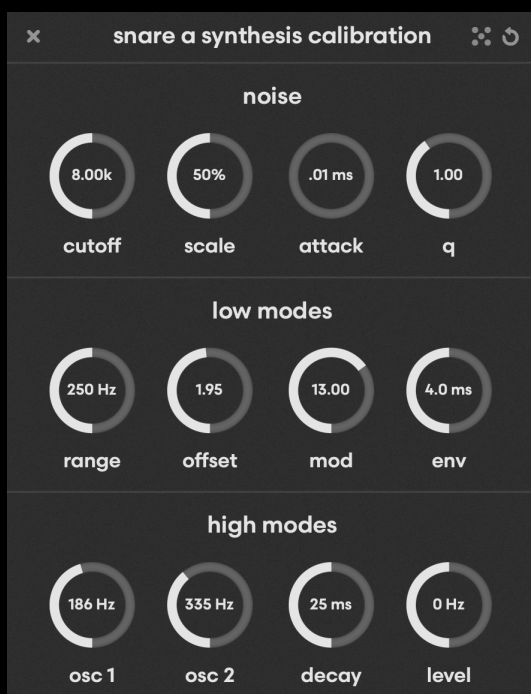 snare a synthesis calibration
noise
8.00k 50% .01 ms 1.00
cutoff scale attack q
low modes
250 Hz 1.95 13.00 4.0 ms
range offset mod env
high modes
186 Hz 335 Hz 25 ms 0 Hz
osc 1 osc 2 decay level